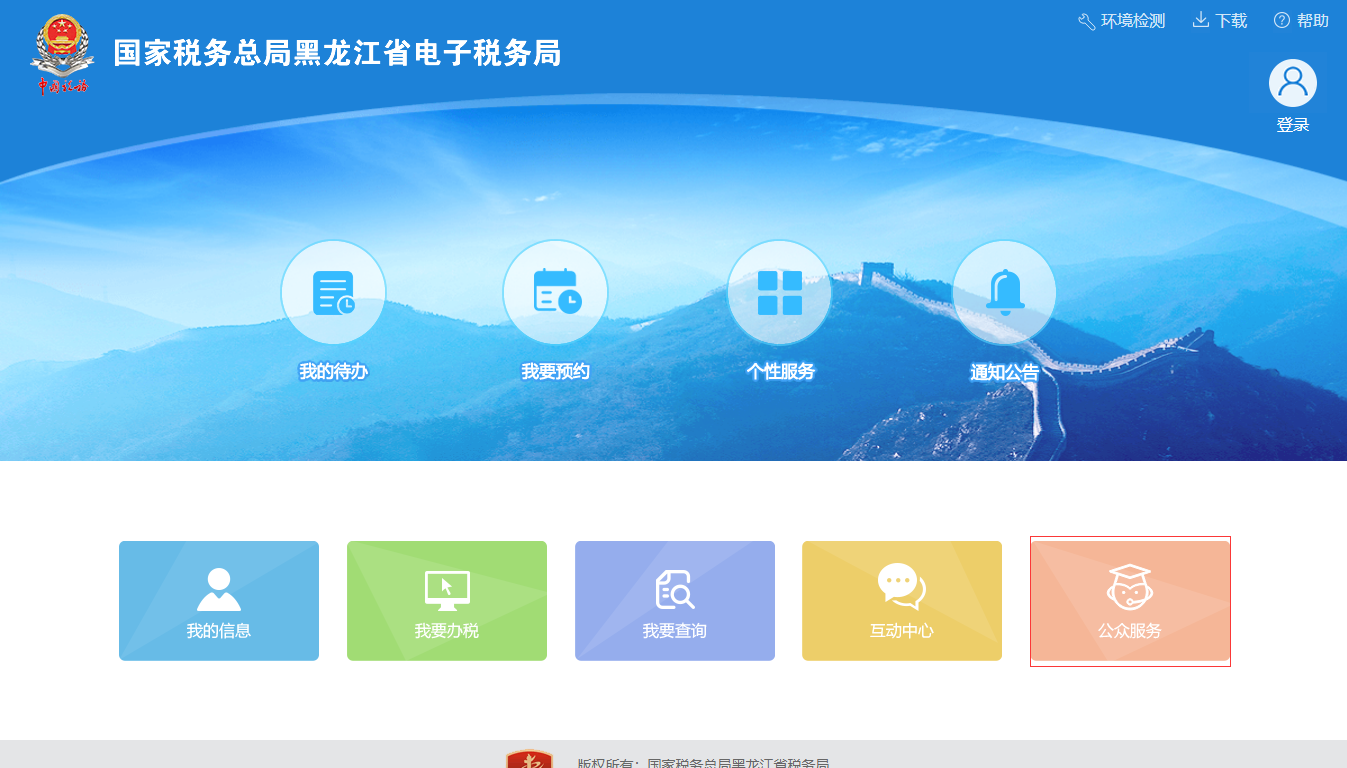 环境检测 下载 帮助
国家税务总局黑龙江省电子税务局
中国税务
登录
我的待办 我要预约 个性服务 通知公告
我的信息 我要办税 我要查询 互动中心 公众服务
版权所有：国家税务总局黑龙江省税务局